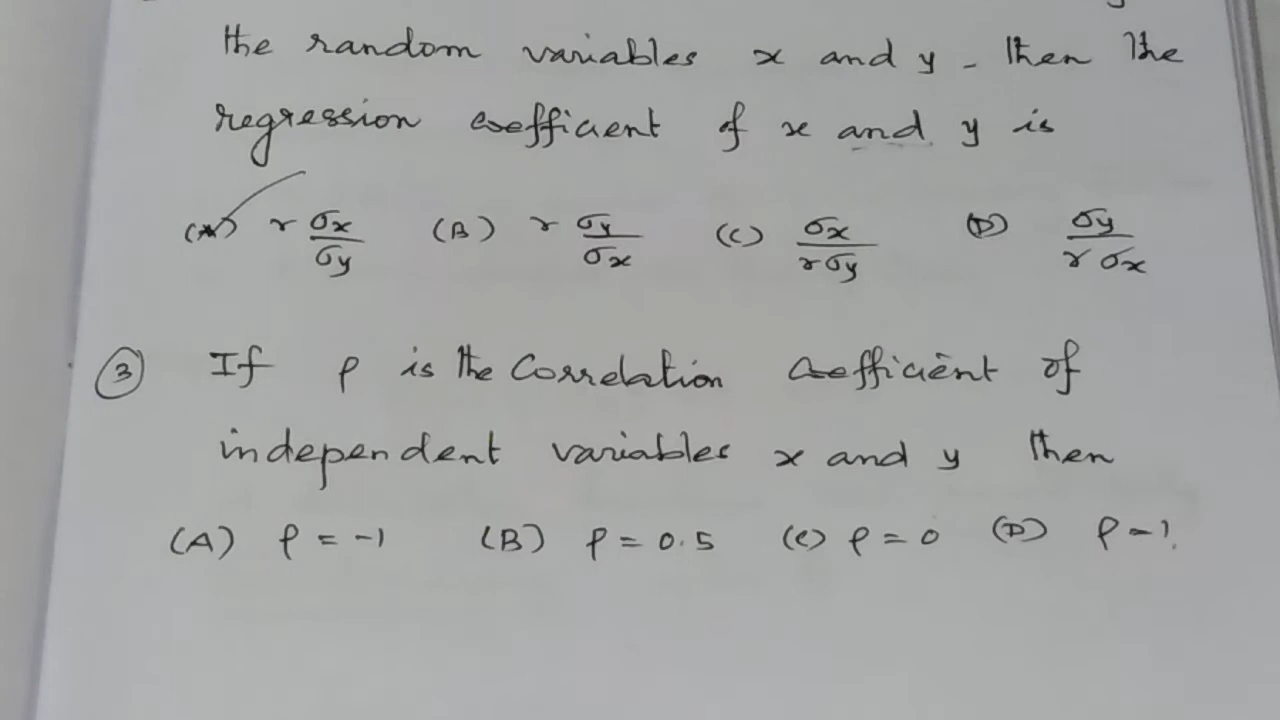 the random variables x and y - then the
regression coefficient of x and y is
(A) r σx/σy (B) r σy/σx (C) σx/rσy (D) σy/rσx
③ If ρ is the Correlation Coefficient of
independent variables x and y then
(A) ρ = -1 (B) ρ = 0.5 (C) ρ = 0 (D) ρ = 1.